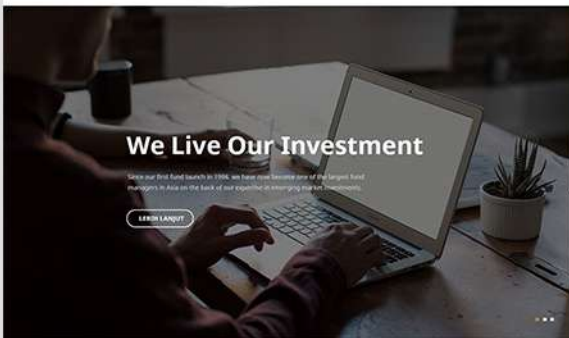 We Live Our Investment
Since our first fund launch in 1998, we have now become one of the largest fund
managers in Asia on the back of our expertise in emerging market investments.
LEBIH LANJUT